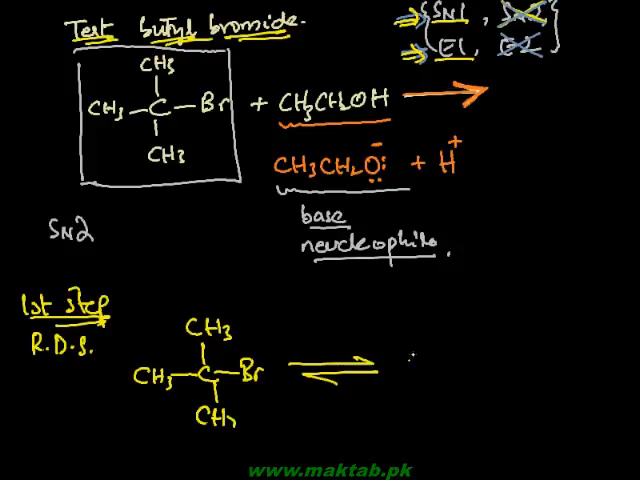 Test butyl bromide.
SN1, SN2
E1, E2
CH3
CH3-C-Br + CH3CH2OH
CH3
CH3CH2O:⁻ + H⁺
base
neucleophile.
SN2
1st step
R.D.S.
CH3
CH3-C-Br
CH3
www.maktab.pk